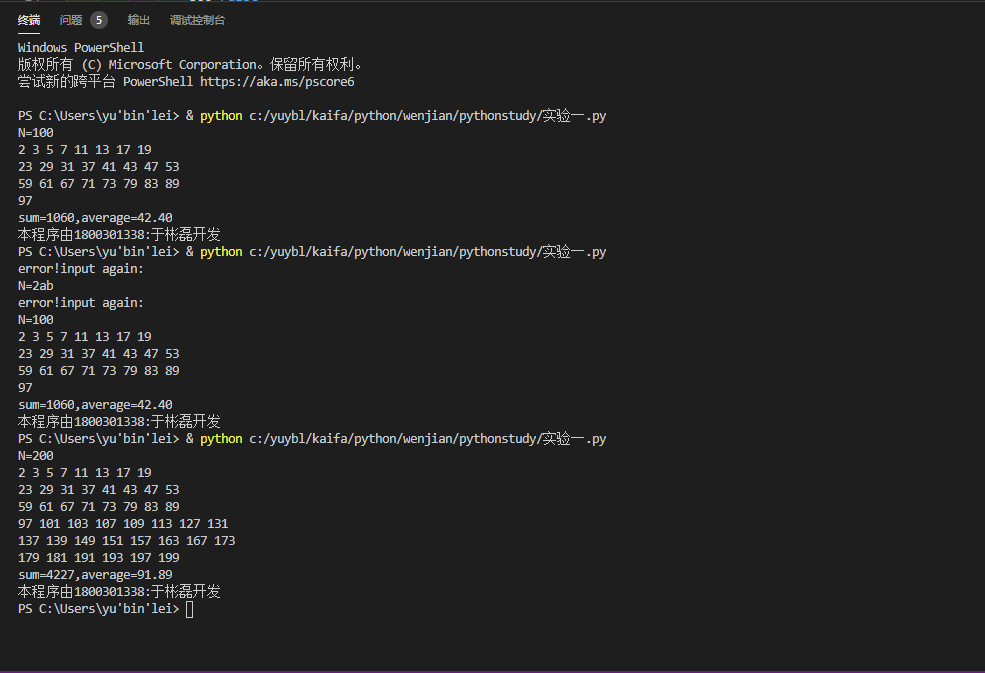 终端 问题 5 输出 调试控制台
Windows PowerShell
版权所有 (C) Microsoft Corporation。保留所有权利。
尝试新的跨平台 PowerShell https://aka.ms/pscore6
PS C:\Users\yu'bin'lei> & python c:/yuybl/kaifa/python/wenjian/pythonstudy/实验一.py
N=100
2 3 5 7 11 13 17 19
23 29 31 37 41 43 47 53
59 61 67 71 73 79 83 89
97
sum=1060,average=42.40
本程序由1800301338:于彬磊开发
PS C:\Users\yu'bin'lei> & python c:/yuybl/kaifa/python/wenjian/pythonstudy/实验一.py
error!input again:
N=2ab
error!input again:
N=100
2 3 5 7 11 13 17 19
23 29 31 37 41 43 47 53
59 61 67 71 73 79 83 89
97
sum=1060,average=42.40
本程序由1800301338:于彬磊开发
PS C:\Users\yu'bin'lei> & python c:/yuybl/kaifa/python/wenjian/pythonstudy/实验一.py
N=200
2 3 5 7 11 13 17 19
23 29 31 37 41 43 47 53
59 61 67 71 73 79 83 89
97 101 103 107 109 113 127 131
137 139 149 151 157 163 167 173
179 181 191 193 197 199
sum=4227,average=91.89
本程序由1800301338:于彬磊开发
PS C:\Users\yu'bin'lei>